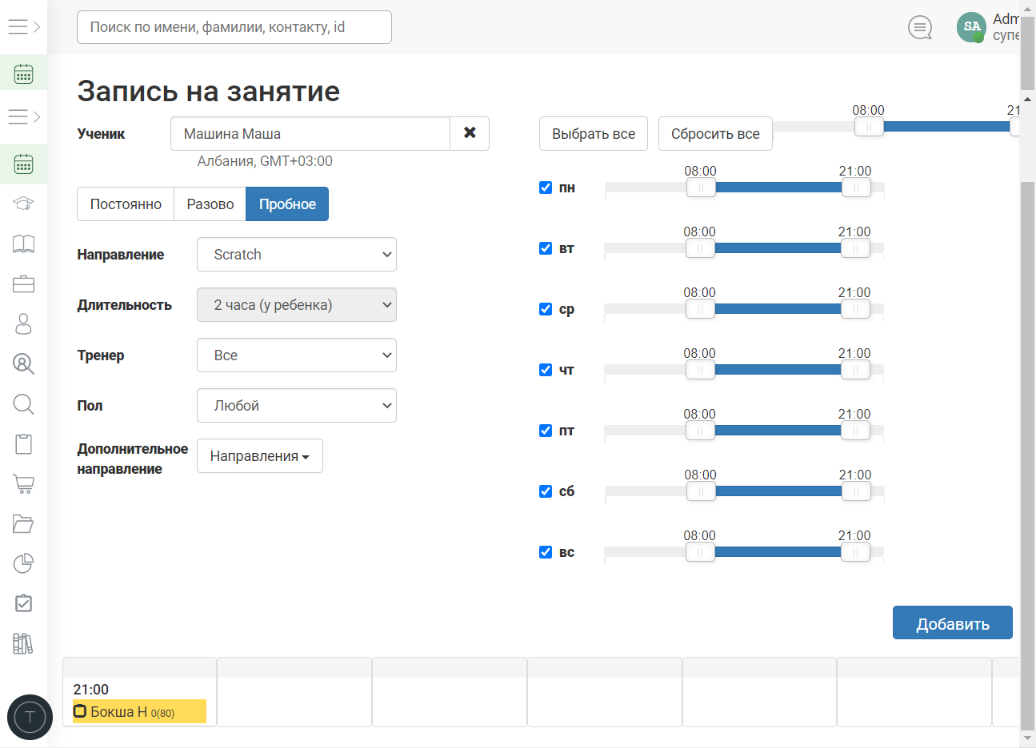 Поиск по имени, фамилии, контакту, id
SA
Adm
супе
Запись на занятие
Ученик
Машина Маша
Албания, GMT+03:00
Постоянно Разово Пробное
Направление Scratch
Длительность 2 часа (у ребенка)
Тренер Все
Пол Любой
Дополнительное
направление
Направления
Выбрать все Сбросить все
08:00 21
08:00 21:00
пн
08:00 21:00
вт
08:00 21:00
ср
08:00 21:00
чт
08:00 21:00
пт
08:00 21:00
сб
08:00 21:00
вс
Добавить
21:00
Бокша Н 0(80)
T